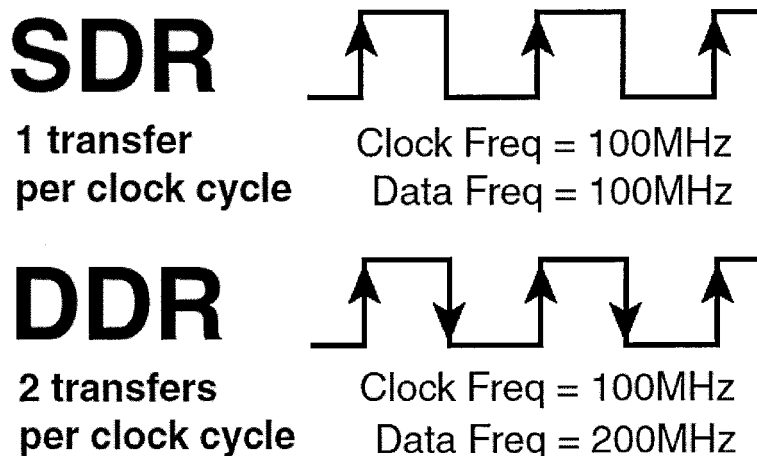 SDR
1 transfer
per clock cycle
Clock Freq = 100MHz
Data Freq = 100MHz
DDR
2 transfers
per clock cycle
Clock Freq = 100MHz
Data Freq = 200MHz